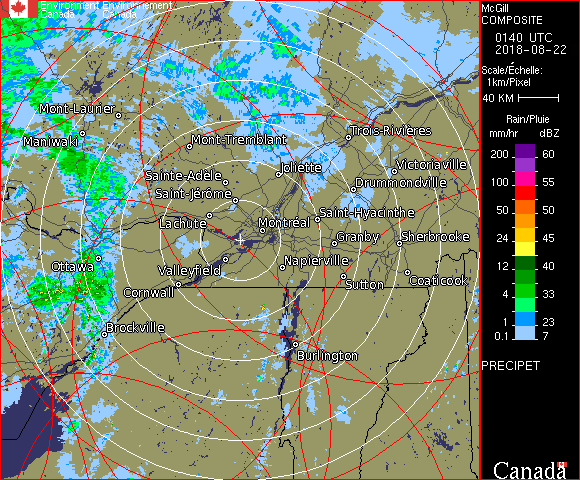 Environment Environnement
Canada Canada
McGill
COMPOSITE
0140 UTC
2018-08-22
Scale/Échelle:
1km/Pixel
40 KM
Rain/Pluie
mm/hr dBZ
200 60
100 55
50 50
24 45
12 40
4 33
1 23
0.1 7
PRECIPET
Canada
Mont-Laurier
Maniwaki
Mont-Tremblant
Trois-Rivières
Sainte-Adèle
Joliette
Victoriaville
Drummondville
Saint-Jérôme
Lachute
Montréal
Saint-Hyacinthe
Granby
Sherbrooke
Ottawa
Valleyfield
Napierville
Cornwall
Sutton
Coaticook
Brockville
Burlington